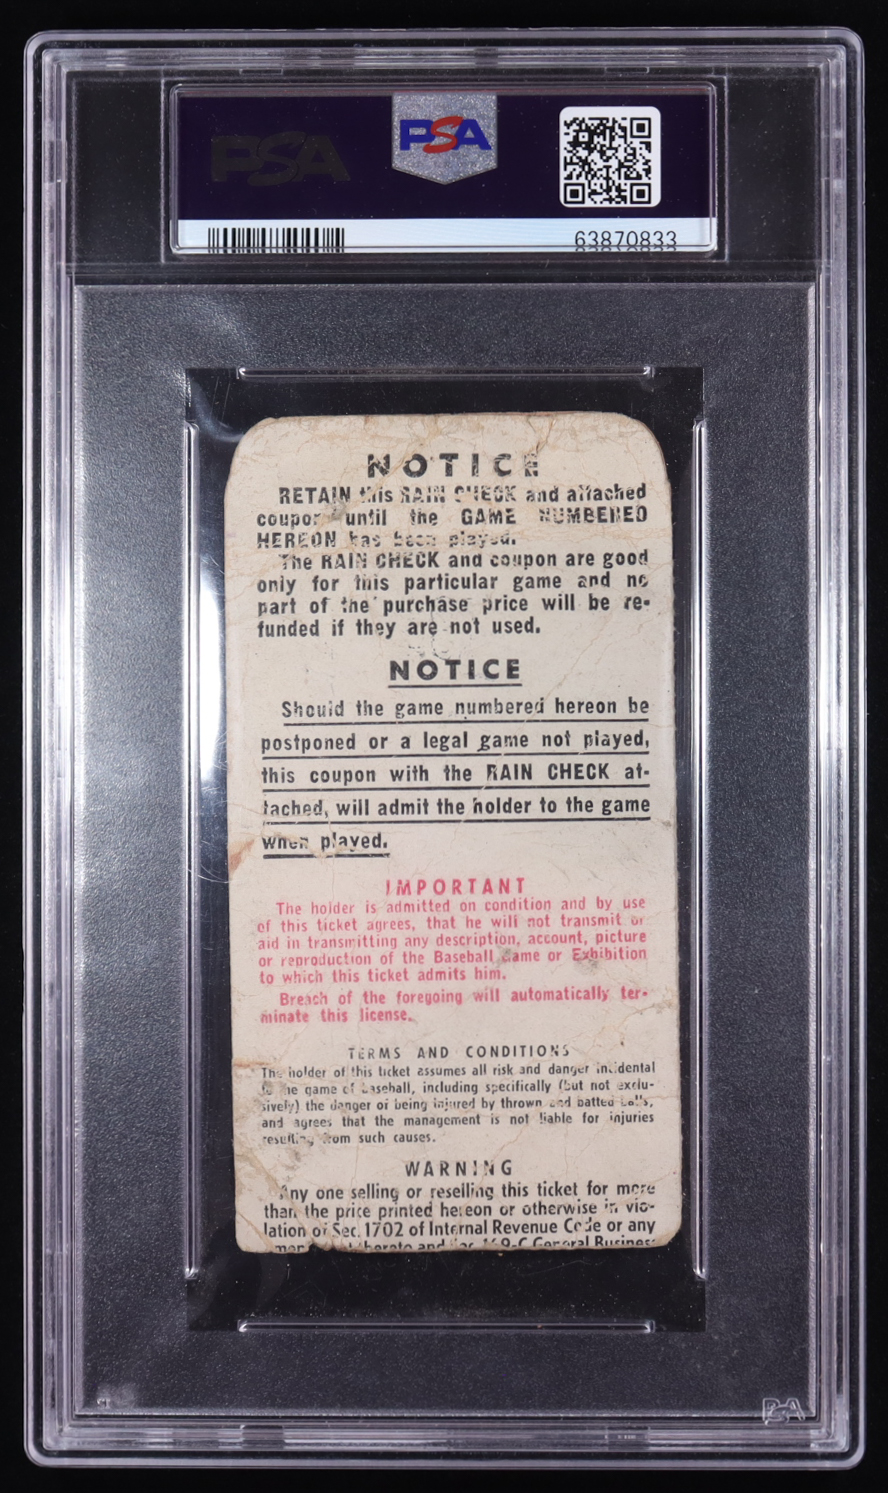 PSA
PSA
63870833
NOTICE
RETAIN this RAIN CHECK and attached
coupon until the GAME NUMBERED
HEREON has been played.
The RAIN CHECK and coupon are good
only for this particular game and no
part of the purchase price will be re-
funded if they are not used.
NOTICE
Should the game numbered hereon be
postponed or a legal game not played,
this coupon with the RAIN CHECK at-
tached, will admit the holder to the game
when played.
IMPORTANT
The holder is admitted on condition and by use
of this ticket agrees, that he will not transmit or
aid in transmitting any description, account, picture
or reproduction of the Baseball Game or Exhibition
to which this ticket admits him.
Breach of the foregoing will automatically ter-
minate this license.
TERMS AND CONDITIONS
The holder of this ticket assumes all risk and danger incidental
to the game of baseball, including specifically (but not exclu-
sively) the danger of being injured by thrown and batted balls,
and agrees that the management is not liable for injuries
resulting from such causes.
WARNING
Any one selling or reselling this ticket for more
than the price printed hereon or otherwise in vio-
lation of Sec. 1702 of Internal Revenue Code or any
thereto and Sec. 169-C General Business
PSA